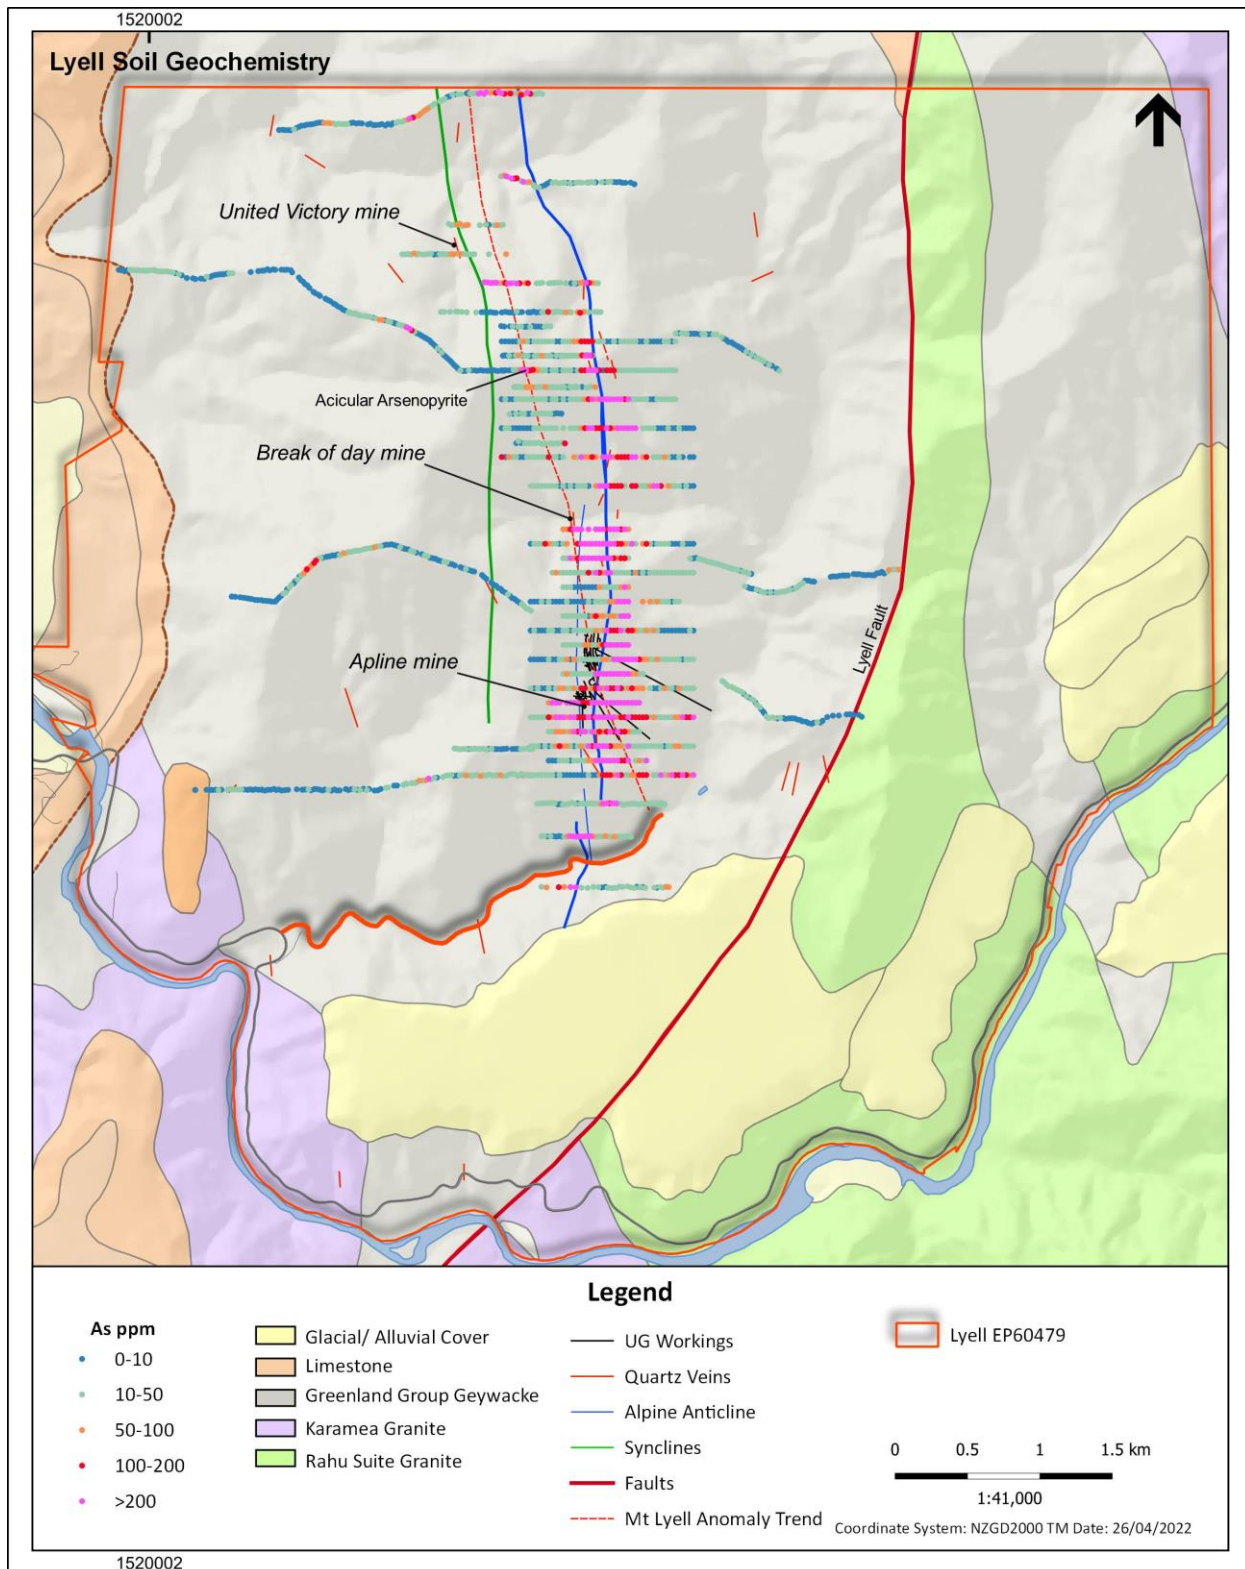 1520002
Lyell Soil Geochemistry
United Victory mine
Acicular Arsenopyrite
Break of day mine
Lyell Fault
Apline mine
Legend
As ppm
0-10
10-50
50-100
100-200
>200
Glacial/ Alluvial Cover
Limestone
Greenland Group Geywacke
Karamea Granite
Rahu Suite Granite
UG Workings
Quartz Veins
Alpine Anticline
Synclines
Faults
Mt Lyell Anomaly Trend
Lyell EP60479
0 0.5 1 1.5 km
1:41,000
Coordinate System: NZGD2000 TM Date: 26/04/2022
1520002